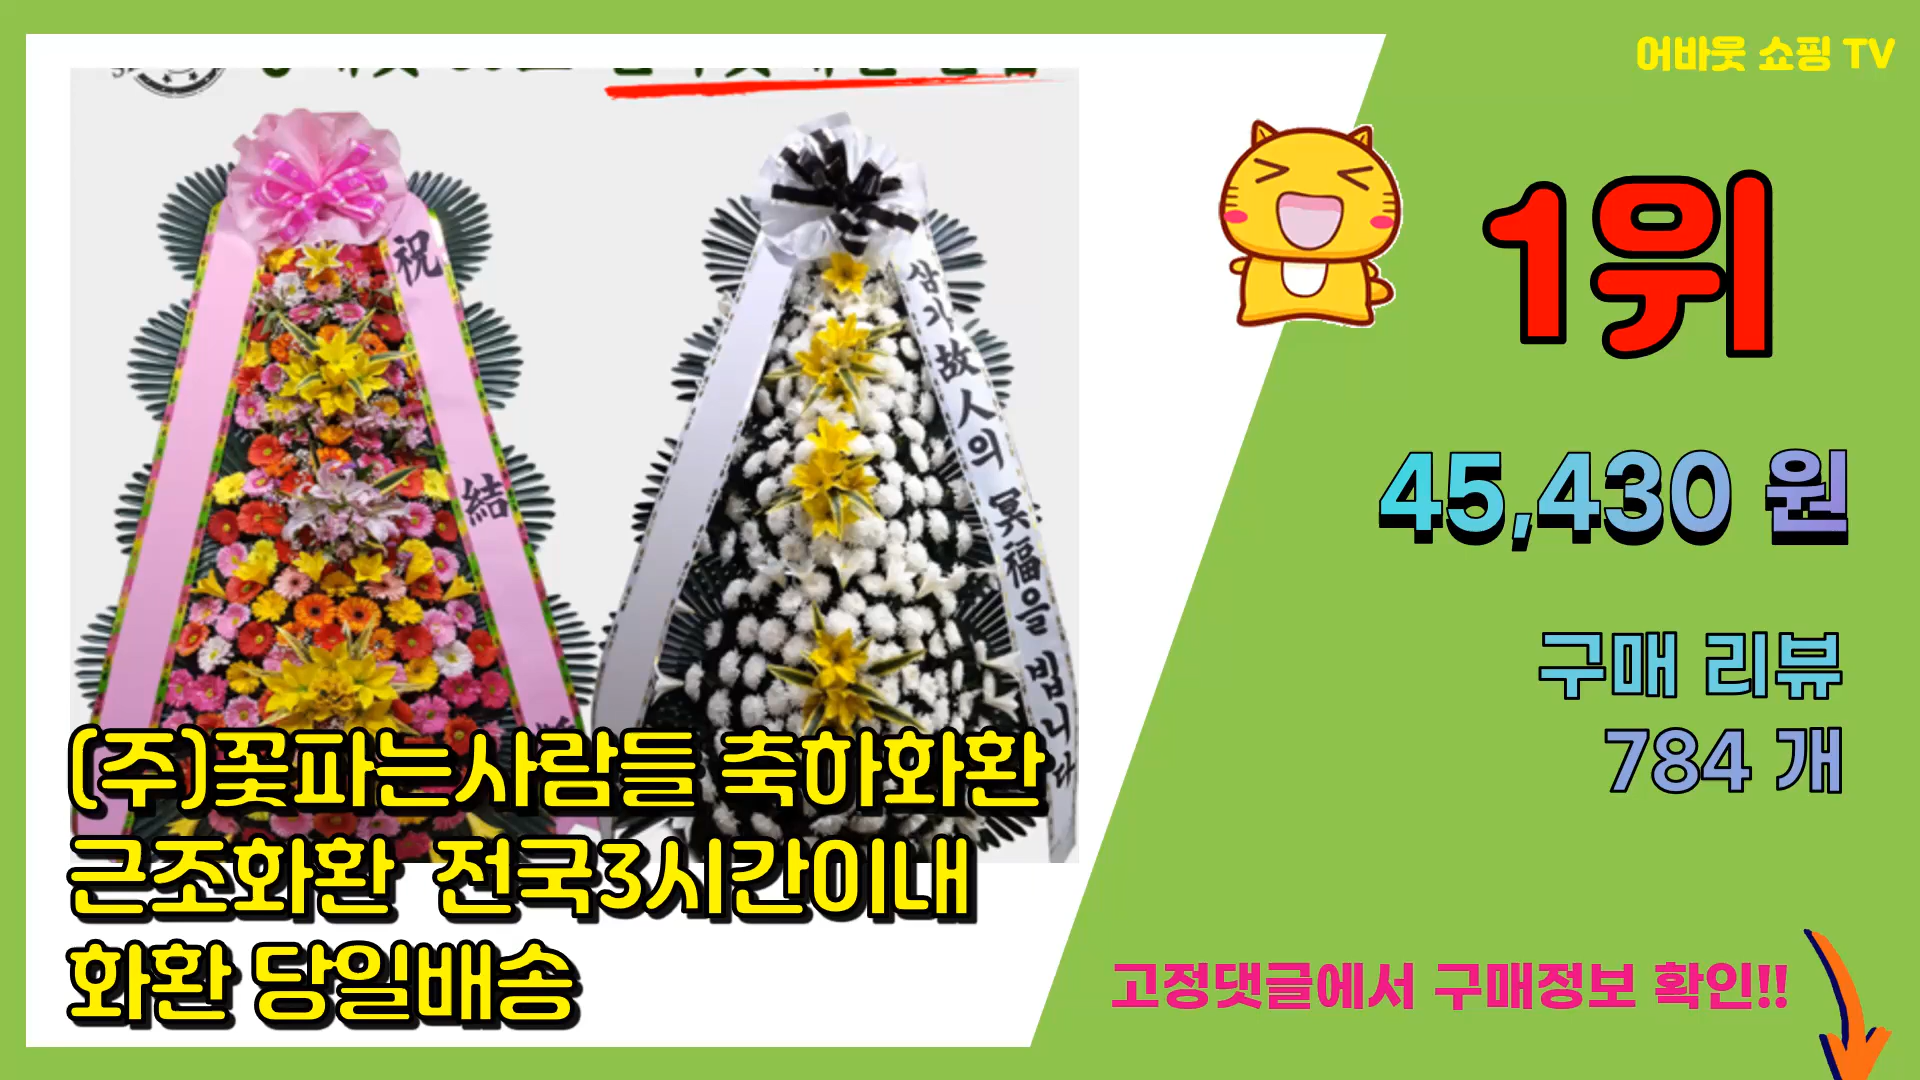 어바웃 쇼핑 TV
1위
祝
結
삼가 故人의 冥福을 빕니다
45,430 원
구매 리뷰
784 개
(주)꽃파는사람들 축하화환
근조화환 전국3시간이내
화환 당일배송
고정댓글에서 구매정보 확인!!